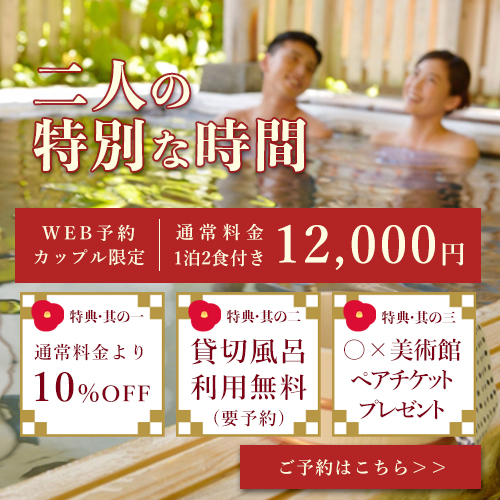 二人の
特別な時間
WEB予約
カップル限定
通常料金
1泊2食付き
12,000円
特典・其の一
通常料金より
10%OFF
特典・其の二
貸切風呂
利用無料
(要予約)
特典・其の三
〇×美術館
ペアチケット
プレゼント
ご予約はこちら>>